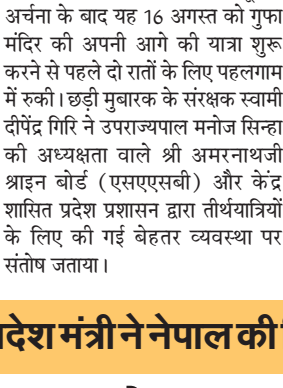 अर्चना के बाद यह 16 अगस्त को गुफा
मंदिर की अपनी आगे की यात्रा शुरू
करने से पहले दो रातों के लिए पहलगाम
में रुकी। छड़ी मुबारक के संरक्षक स्वामी
दीपेंद्र गिरि ने उपराज्यपाल मनोज सिन्हा
की अध्यक्षता वाले श्री अमरनाथजी
श्राइन बोर्ड (एसएएसबी) और केंद्र
शासित प्रदेश प्रशासन द्वारा तीर्थयात्रियों
के लिए की गई बेहतर व्यवस्था पर
संतोष जताया।
देश मंत्री ने नेपाल की